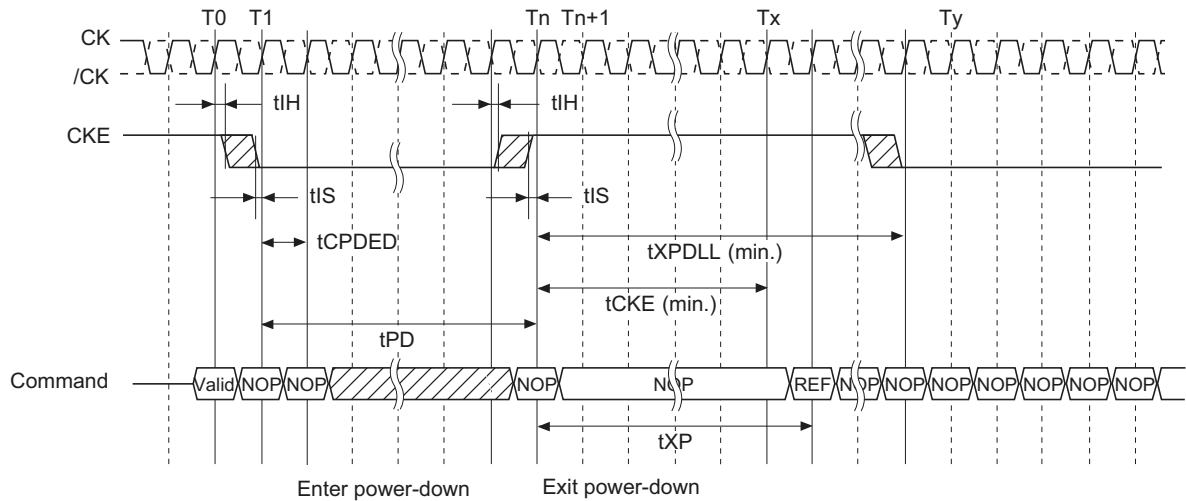 T0 T1 Tn Tn+1 Tx Ty
CK
/CK
tIH tIH
CKE
tIS tIS
tCPDED
tXPDLL (min.)
tCKE (min.)
tPD
Command Valid NOP NOP NOP NOP REF NOP NOP NOP NOP NOP NOP NOP
tXP
Enter power-down Exit power-down